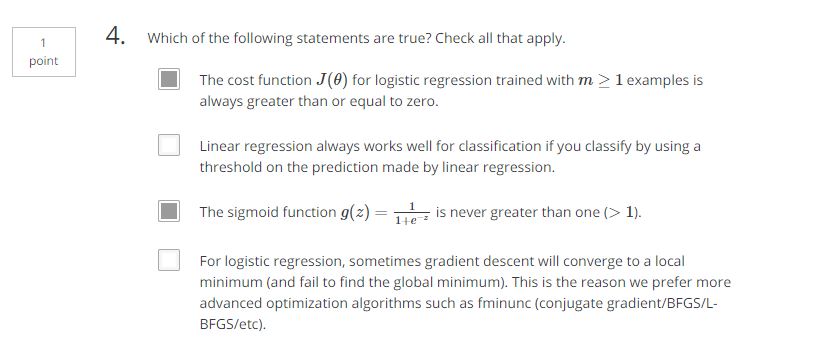 1
point
4. Which of the following statements are true? Check all that apply.
The cost function J(θ) for logistic regression trained with m ≥ 1 examples is
always greater than or equal to zero.
Linear regression always works well for classification if you classify by using a
threshold on the prediction made by linear regression.
The sigmoid function g(z) = 1/(1+e^{-z}) is never greater than one (> 1).
For logistic regression, sometimes gradient descent will converge to a local
minimum (and fail to find the global minimum). This is the reason we prefer more
advanced optimization algorithms such as fminunc (conjugate gradient/BFGS/L-
BFGS/etc).